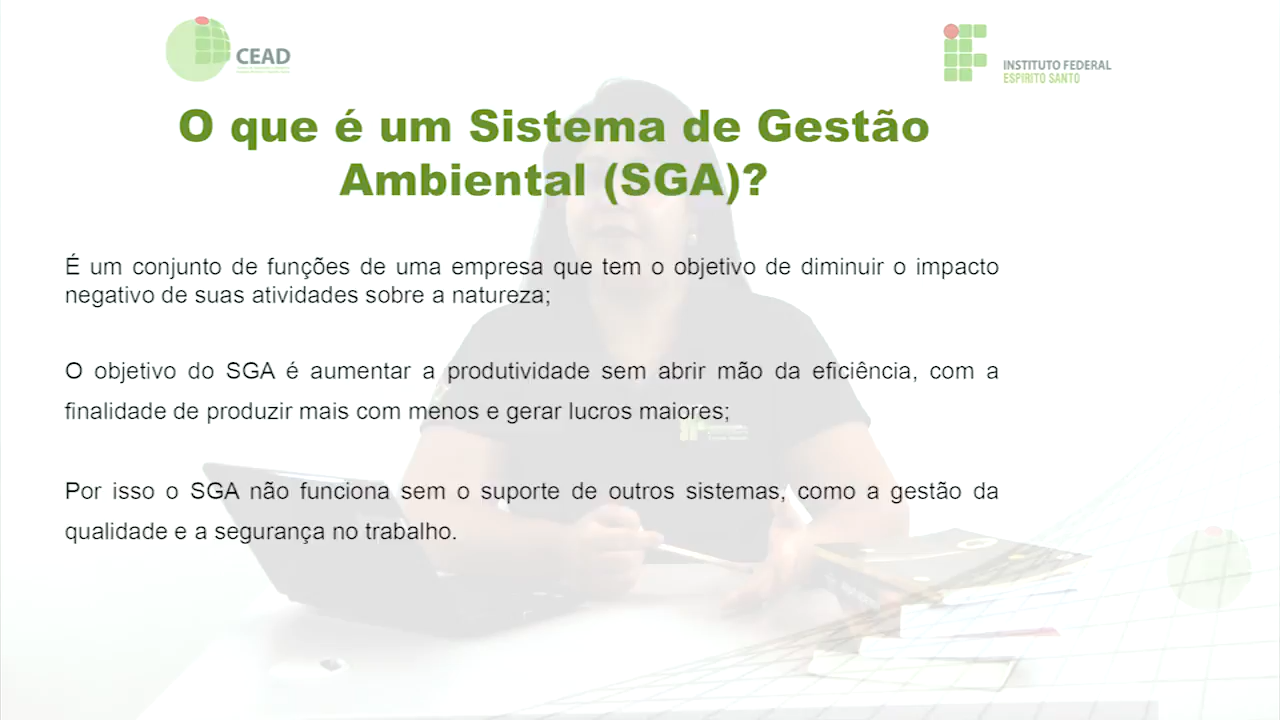 CEAD
INSTITUTO FEDERAL
ESPÍRITO SANTO
O que é um Sistema de Gestão
Ambiental (SGA)?
É um conjunto de funções de uma empresa que tem o objetivo de diminuir o impacto
negativo de suas atividades sobre a natureza;
O objetivo do SGA é aumentar a produtividade sem abrir mão da eficiência, com a
finalidade de produzir mais com menos e gerar lucros maiores;
Por isso o SGA não funciona sem o suporte de outros sistemas, como a gestão da
qualidade e a segurança no trabalho.